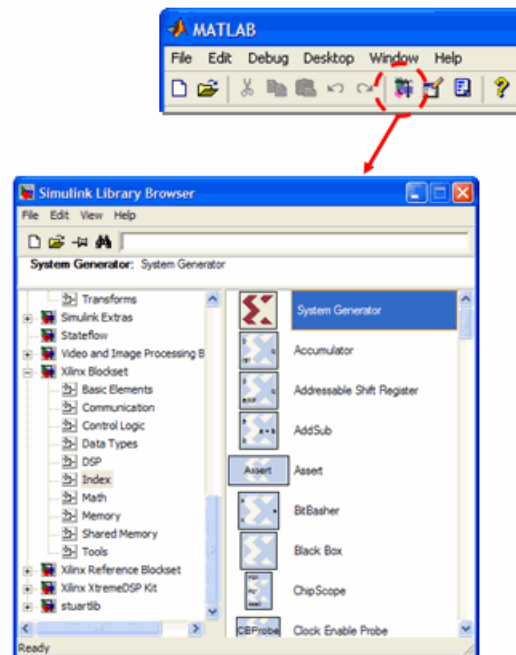 MATLAB
File Edit Debug Desktop Window Help
Simulink Library Browser
File Edit View Help
System Generator: System Generator
Transforms
Simulink Extras
Stateflow
Video and Image Processing B
Xilinx Blockset
Basic Elements
Communication
Control Logic
Data Types
DSP
Index
Math
Memory
Shared Memory
Tools
Xilinx Reference Blockset
Xilinx XtremeDSP Kit
stuartlib
System Generator
Accumulator
Addressable Shift Register
AddSub
Assert
Assert
BitBasher
Black Box
ChipScope
CEProbe
Clock Enable Probe
Ready